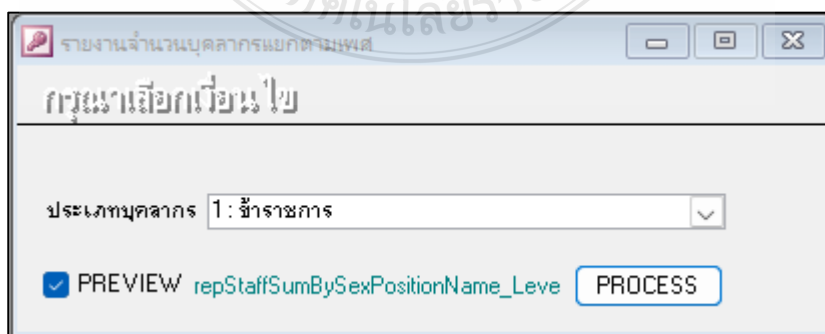 รายงานจำนวนบุคลากรแยกตามเพศ
กรุณาเลือกเงื่อนไข
ประเภทบุคลากร 1 : ข้าราชการ
PREVIEW repStaffSumBySexPositionName_Leve PROCESS